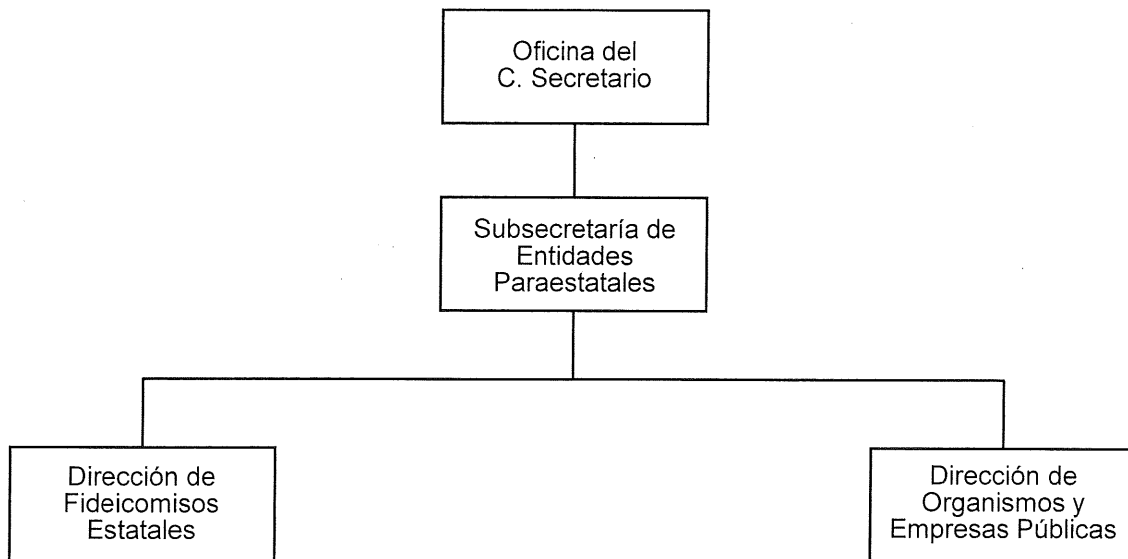 Oficina del
C. Secretario
Subsecretaría de
Entidades
Paraestatales
Dirección de
Fideicomisos
Estatales
Dirección de
Organismos y
Empresas Públicas